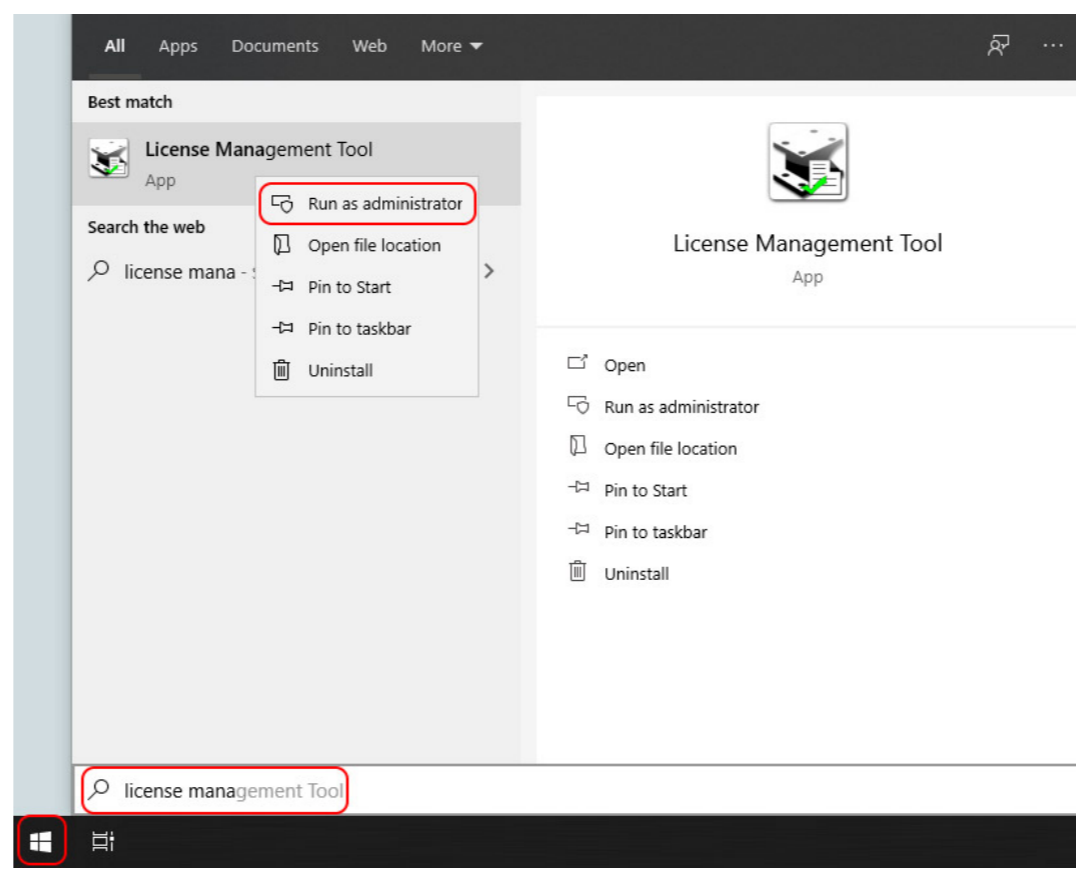 All Apps Documents Web More
Best match
License Management Tool
App
Run as administrator
Open file location
Pin to Start
Pin to taskbar
Uninstall
Search the web
license mana -
License Management Tool
App
Open
Run as administrator
Open file location
Pin to Start
Pin to taskbar
Uninstall
license management Tool